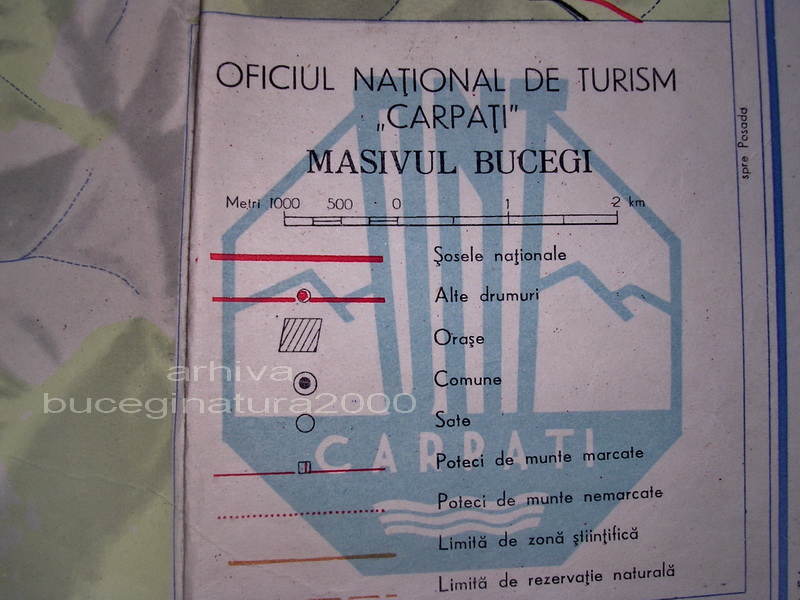 OFICIUL NAȚIONAL DE TURISM
„CARPAȚI"
MASIVUL BUCEGI
Metri 1000 500 0 1 2 km
Șosele naționale
Alte drumuri
Orașe
Comune
Sate
CARPAȚI
Poteci de munte marcate
Poteci de munte nemarcate
Limită de zonă științifică
Limită de rezervație naturală
spre Posada
arhiva
buceginatura2000